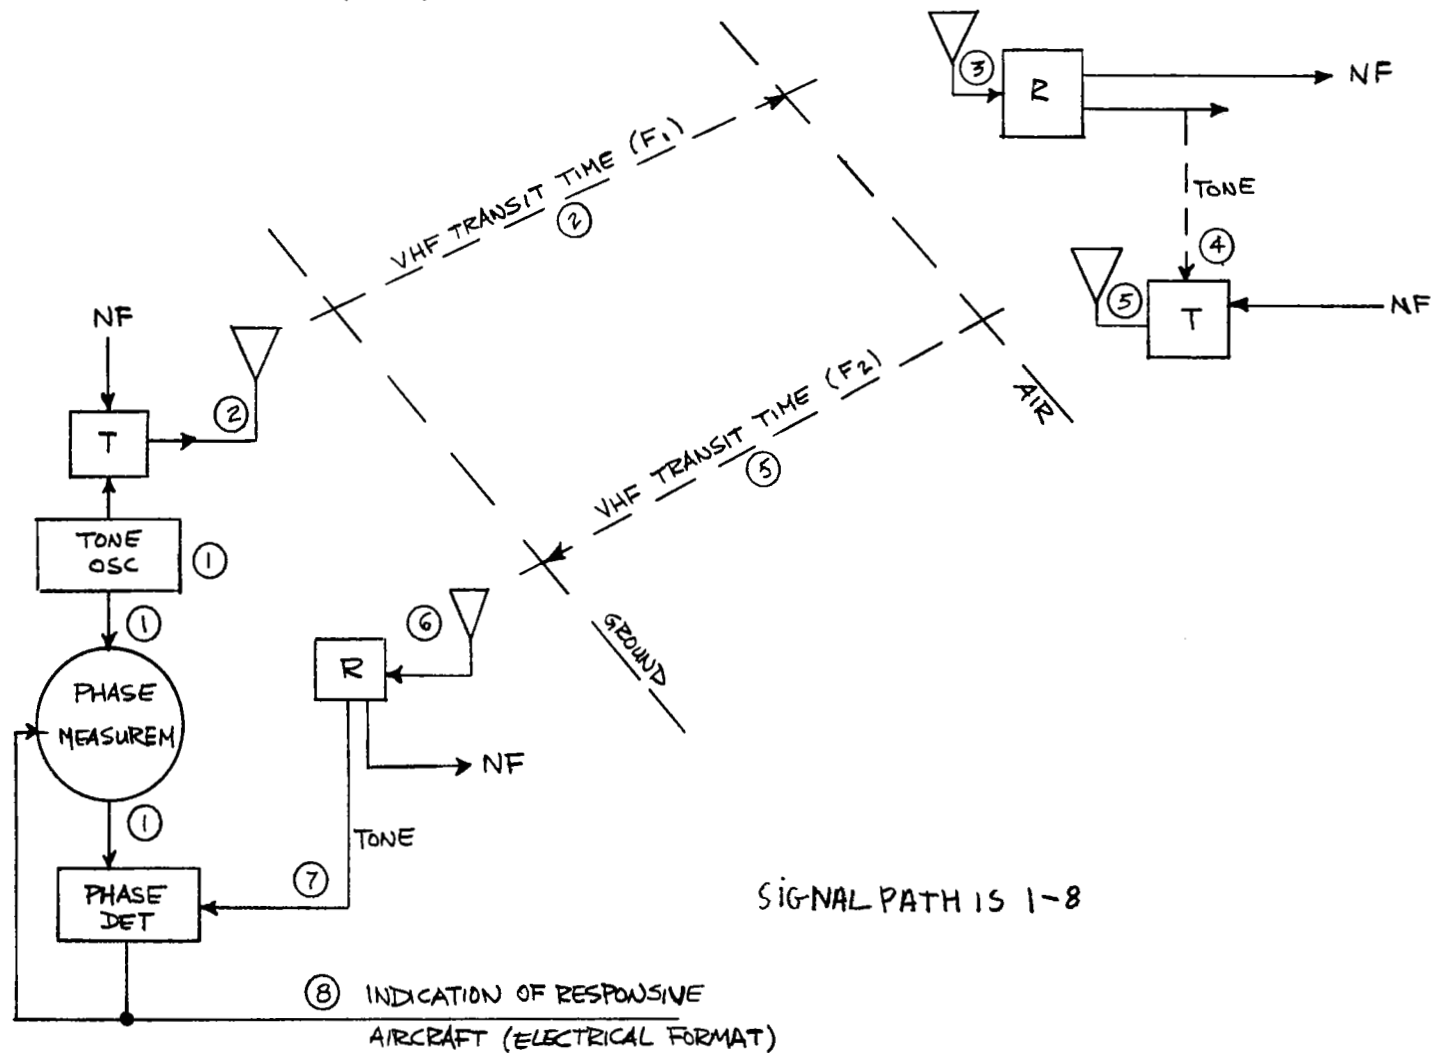 ③
R
NF
VHF TRANSIT TIME (F₁)
②
TONE
④
⑤
T
NF
NF
②
T
VHF TRANSIT TIME (F₂)
⑤
AIR
TONE
OSC
①
①
⑥
R
GROUND
PHASE
MEASUREM
NF
①
TONE
⑦
PHASE
DET
SIGNAL PATH IS 1-8
⑧ INDICATION OF RESPONSIVE
AIRCRAFT (ELECTRICAL FORMAT)